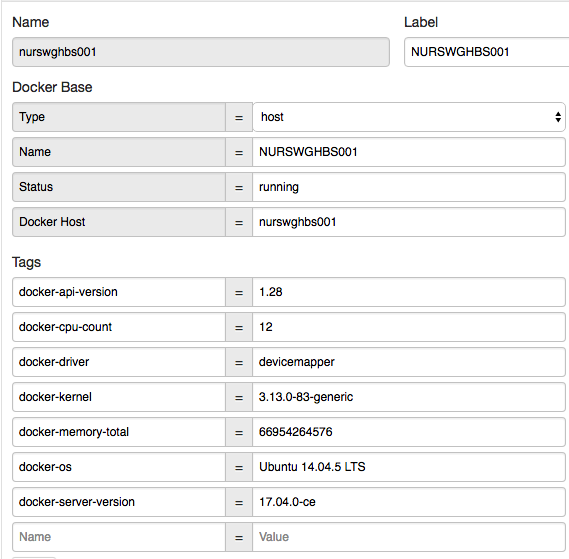 Name Label
nurswghbs001 NURSWGHBS001
Docker Base
Type = host
Name = NURSWGHBS001
Status = running
Docker Host = nurswghbs001
Tags
docker-api-version = 1.28
docker-cpu-count = 12
docker-driver = devicemapper
docker-kernel = 3.13.0-83-generic
docker-memory-total = 66954264576
docker-os = Ubuntu 14.04.5 LTS
docker-server-version = 17.04.0-ce
Name = Value